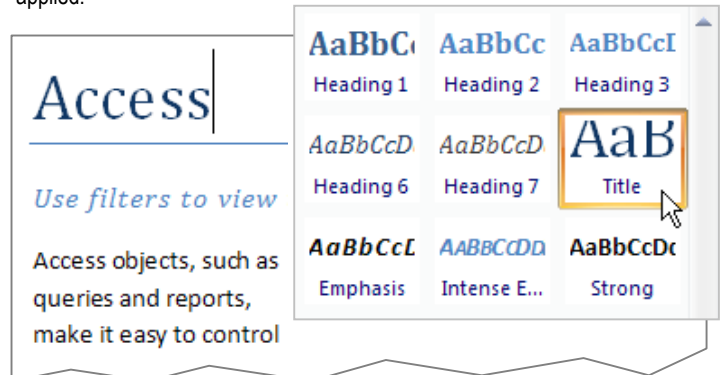 applied.
Access
Use filters to view
Access objects, such as
queries and reports,
make it easy to control
AaBbC AaBbCc AaBbCcI
Heading 1 Heading 2 Heading 3
AaBbCcD AaBbCcD AaB
Heading 6 Heading 7 Title
AaBbCcD AaBbCcDd AaBbCcDc
Emphasis Intense E... Strong